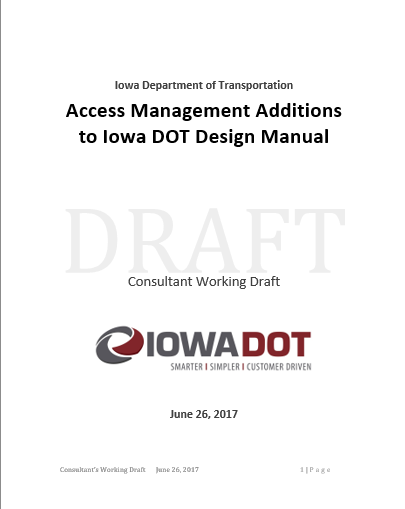 Iowa Department of Transportation
Access Management Additions
to Iowa DOT Design Manual
DRAFT
Consultant Working Draft
IOWADOT
SMARTER | SIMPLER | CUSTOMER DRIVEN
June 26, 2017
Consultant's Working Draft June 26, 2017 1 | P a g e